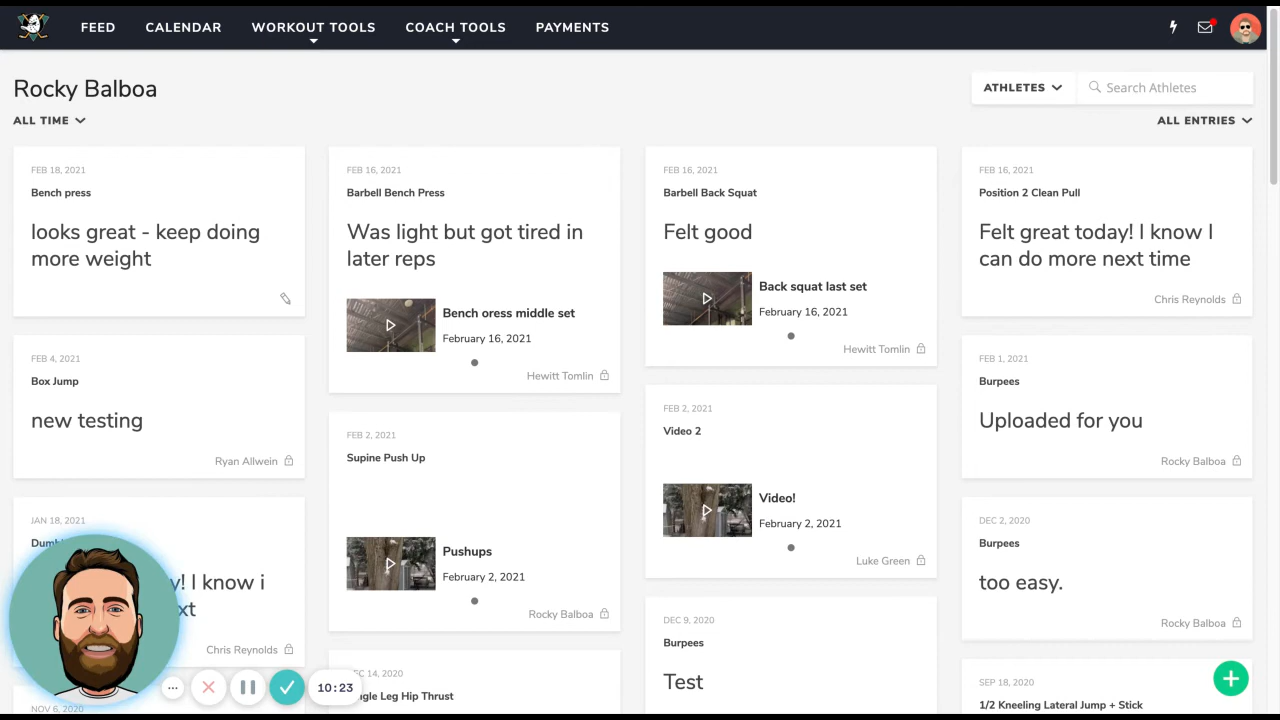 FEED
CALENDAR
WORKOUT TOOLS
COACH TOOLS
PAYMENTS
Rocky Balboa
ATHLETES
Search Athletes
ALL TIME
ALL ENTRIES
FEB 18, 2021
Bench press
looks great - keep doing
more weight
FEB 4, 2021
Box Jump
new testing
Ryan Allwein
JAN 18, 2021
y! I know i
xt
Chris Reynolds
10:23
NOV 6, 2020
FEB 16, 2021
Barbell Bench Press
Was light but got tired in
later reps
Bench oress middle set
February 16, 2021
Hewitt Tomlin
FEB 2, 2021
Supine Push Up
Pushups
February 2, 2021
Rocky Balboa
EC 14, 2020
gle Leg Hip Thrust
FEB 16, 2021
Barbell Back Squat
Felt good
Back squat last set
February 16, 2021
Hewitt Tomlin
FEB 2, 2021
Video 2
Video!
February 2, 2021
Luke Green
DEC 9, 2020
Burpees
Test
FEB 16, 2021
Position 2 Clean Pull
Felt great today! I know I
can do more next time
Chris Reynolds
FEB 1, 2021
Burpees
Uploaded for you
Rocky Balboa
DEC 2, 2020
Burpees
too easy.
Rocky Balboa
SEP 18, 2020
1/2 Kneeling Lateral Jump + Stick